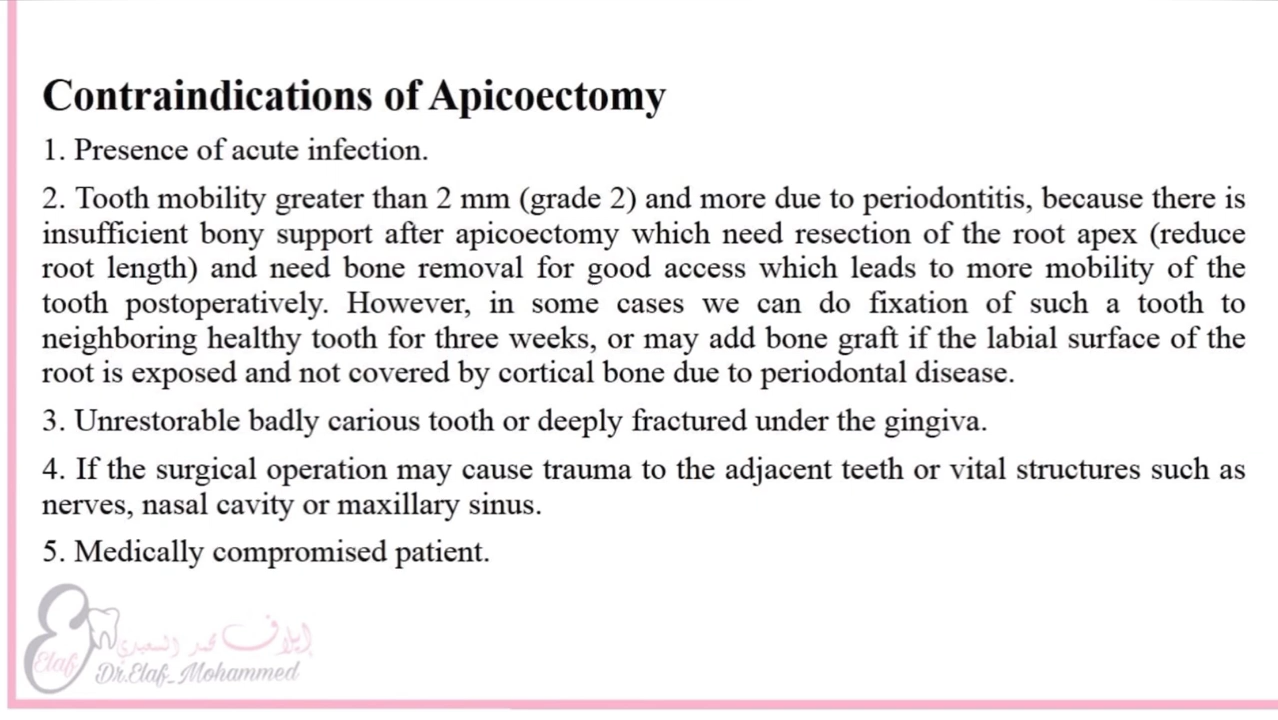 Contraindications of Apicoectomy
1. Presence of acute infection.
2. Tooth mobility greater than 2 mm (grade 2) and more due to periodontitis, because there is
insufficient bony support after apicoectomy which need resection of the root apex (reduce
root length) and need bone removal for good access which leads to more mobility of the
tooth postoperatively. However, in some cases we can do fixation of such a tooth to
neighboring healthy tooth for three weeks, or may add bone graft if the labial surface of the
root is exposed and not covered by cortical bone due to periodontal disease.
3. Unrestorable badly carious tooth or deeply fractured under the gingiva.
4. If the surgical operation may cause trauma to the adjacent teeth or vital structures such as
nerves, nasal cavity or maxillary sinus.
5. Medically compromised patient.
إيلاف محمد السعيدي
Elaf
Dr.Elaf_Mohammed